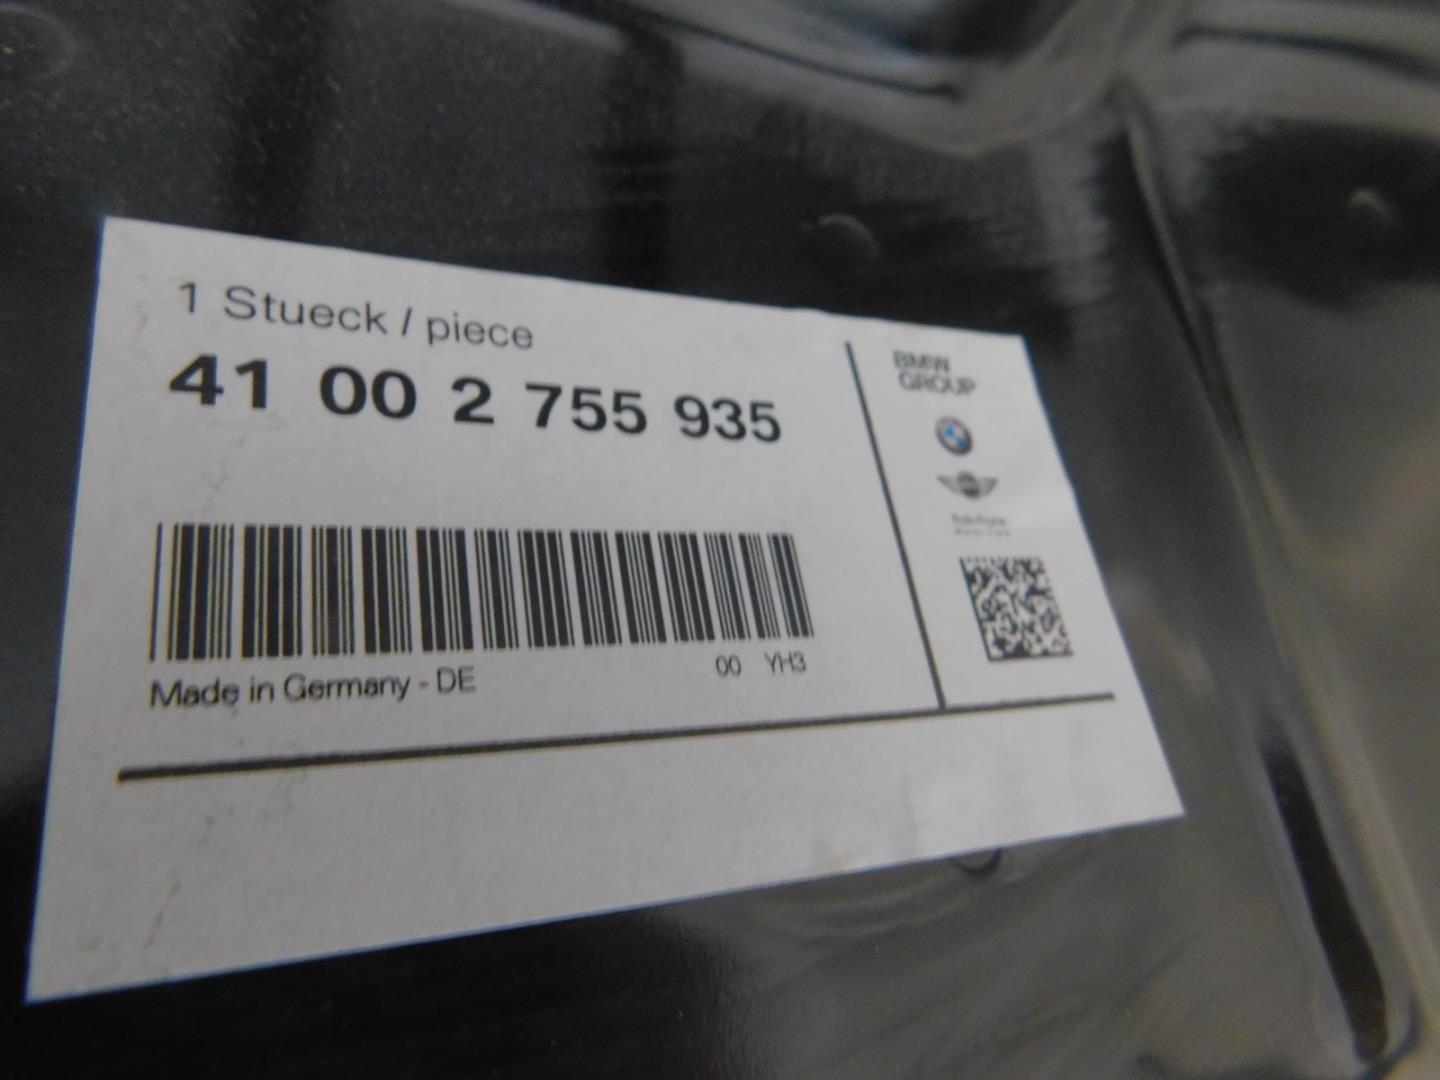 1 Stueck / piece
41 00 2 755 935
Made in Germany - DE
00 YH3
BMW
GROUP